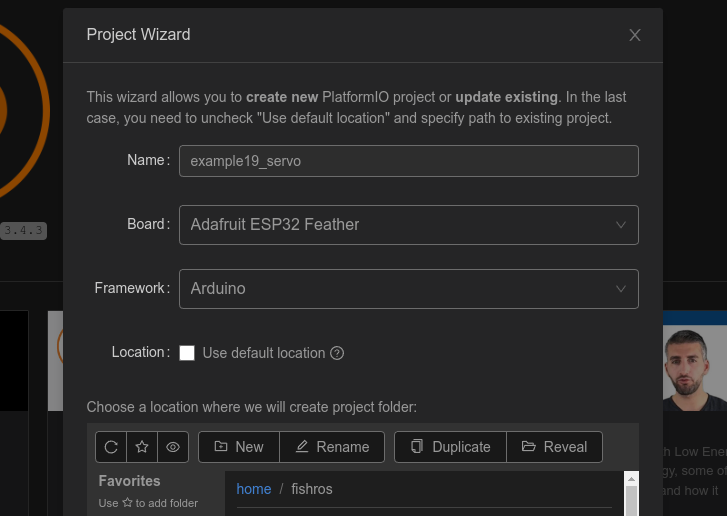 Project Wizard
This wizard allows you to create new PlatformIO project or update existing. In the last
case, you need to uncheck "Use default location" and specify path to existing project.
Name:
example19_servo
3.4.3
Board:
Adafruit ESP32 Feather
Framework:
Arduino
Location:
Use default location
Choose a location where we will create project folder:
New
Rename
Duplicate
Reveal
h Low Ener
gy, some of
and how it
Favorites
home / fishros
Use to add folder